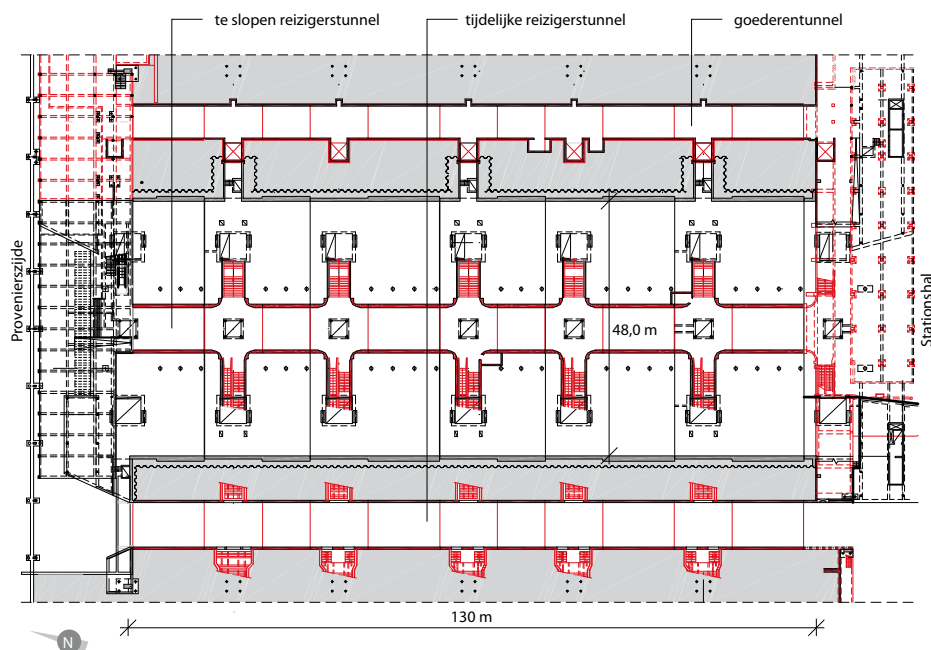 te slopen reizigerstunnel
tijdelijke reizigerstunnel
goederentunnel
Provenierszijde
48,0 m
Stationshal
130 m
N